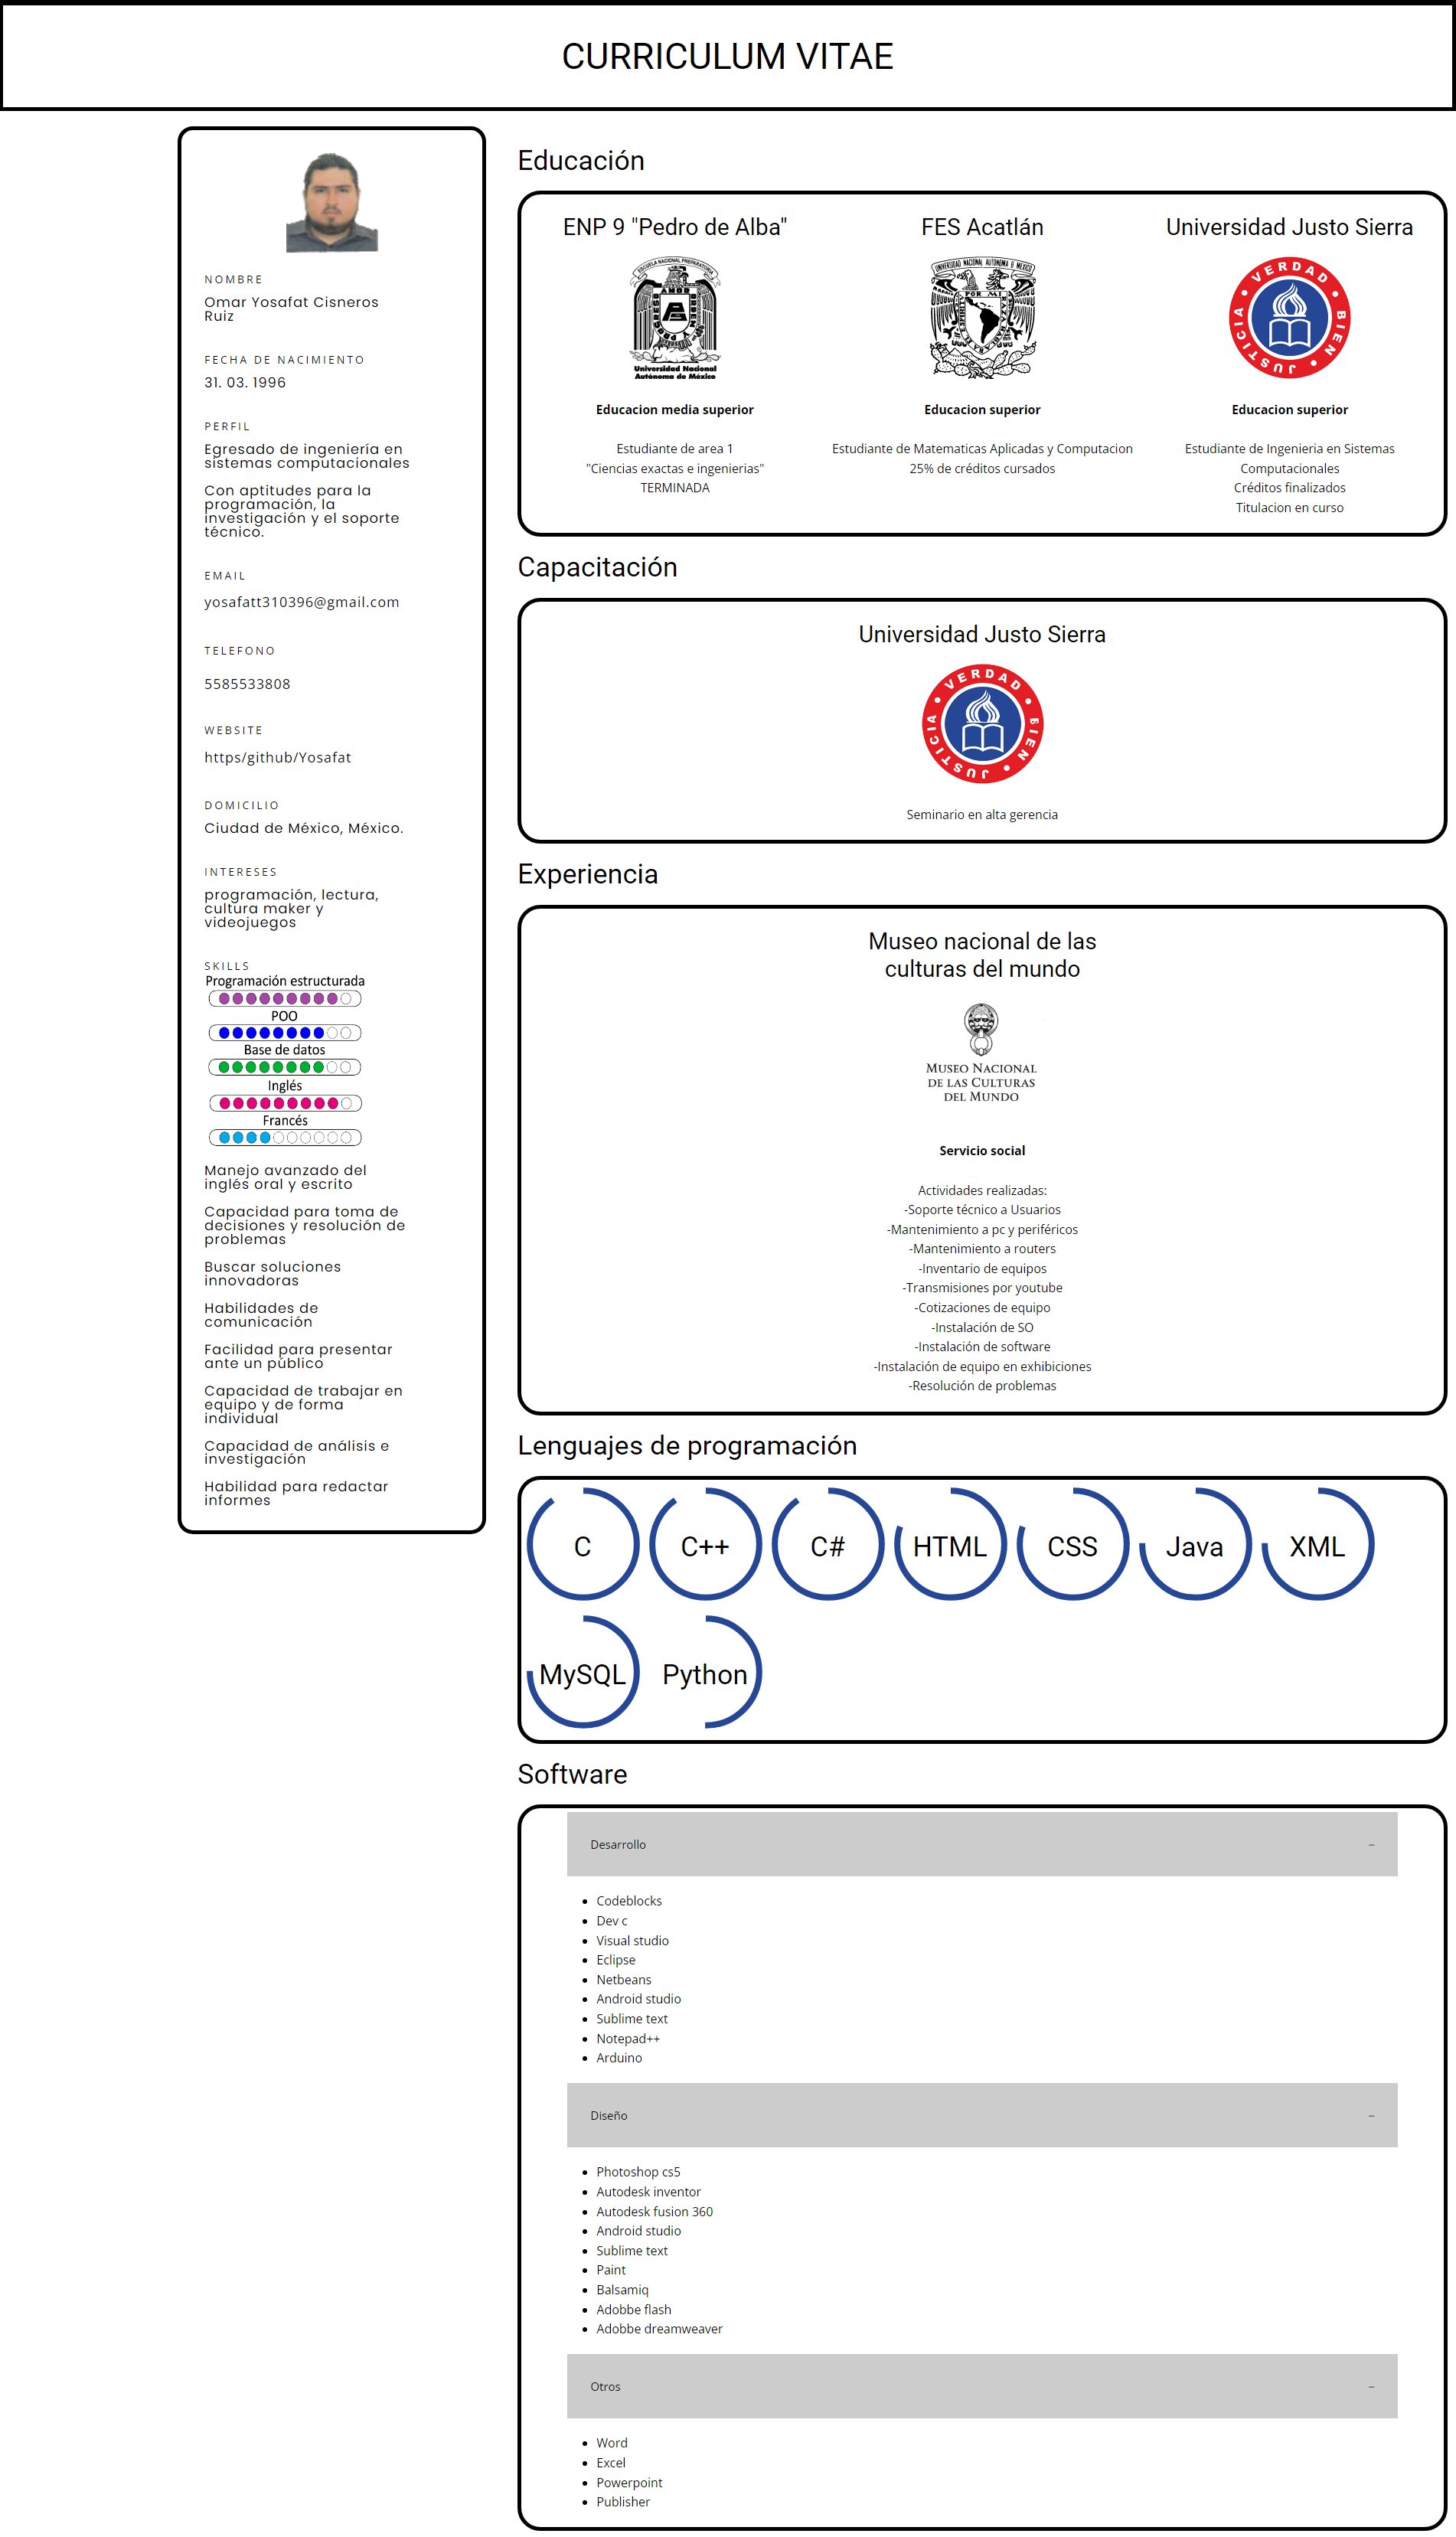 CURRICULUM VITAE
NOMBRE
Omar Yosafat Cisneros
Ruiz
FECHA DE NACIMIENTO
31. 03. 1996
PERFIL
Egresado de ingeniería en
sistemas computacionales
Con aptitudes para la
programación, la
investigación y el soporte
técnico.
EMAIL
yosafatt310396@gmail.com
TELEFONO
5585533808
WEBSITE
https/github/Yosafat
DOMICILIO
Ciudad de México, México.
INTERESES
programación, lectura,
cultura maker y
videojuegos
SKILLS
Programación estructurada
POO
Base de datos
Inglés
Francés
Manejo avanzado del
inglés oral y escrito
Capacidad para toma de
decisiones y resolución de
problemas
Buscar soluciones
innovadoras
Habilidades de
comunicación
Facilidad para presentar
ante un público
Capacidad de trabajar en
equipo y de forma
individual
Capacidad de análisis e
investigación
Habilidad para redactar
informes
Educación
ENP 9 "Pedro de Alba"
ESCUELA NACIONAL PREPARATORIA
Universidad Nacional
Autónoma de México
Educacion media superior
Estudiante de area 1
"Ciencias exactas e ingenierias"
TERMINADA
FES Acatlán
UNIVERSIDAD NACIONAL AUTONOMA DE MEXICO
POR MI RAZA
Educacion superior
Estudiante de Matematicas Aplicadas y Computacion
25% de créditos cursados
Universidad Justo Sierra
VERDAD • BIEN • JUSTICIA •
Educacion superior
Estudiante de Ingenieria en Sistemas
Computacionales
Créditos finalizados
Titulacion en curso
Capacitación
Universidad Justo Sierra
VERDAD • BIEN • JUSTICIA •
Seminario en alta gerencia
Experiencia
Museo nacional de las
culturas del mundo
MUSEO NACIONAL
DE LAS CULTURAS
DEL MUNDO
Servicio social
Actividades realizadas:
-Soporte técnico a Usuarios
-Mantenimiento a pc y periféricos
-Mantenimiento a routers
-Inventario de equipos
-Transmisiones por youtube
-Cotizaciones de equipo
-Instalación de SO
-Instalación de software
-Instalación de equipo en exhibiciones
-Resolución de problemas
Lenguajes de programación
C
C++
C#
HTML
CSS
Java
XML
MySQL
Python
Software
Desarrollo
Codeblocks
Dev c
Visual studio
Eclipse
Netbeans
Android studio
Sublime text
Notepad++
Arduino
Diseño
Photoshop cs5
Autodesk inventor
Autodesk fusion 360
Android studio
Sublime text
Paint
Balsamiq
Adobbe flash
Adobbe dreamweaver
Otros
Word
Excel
Powerpoint
Publisher